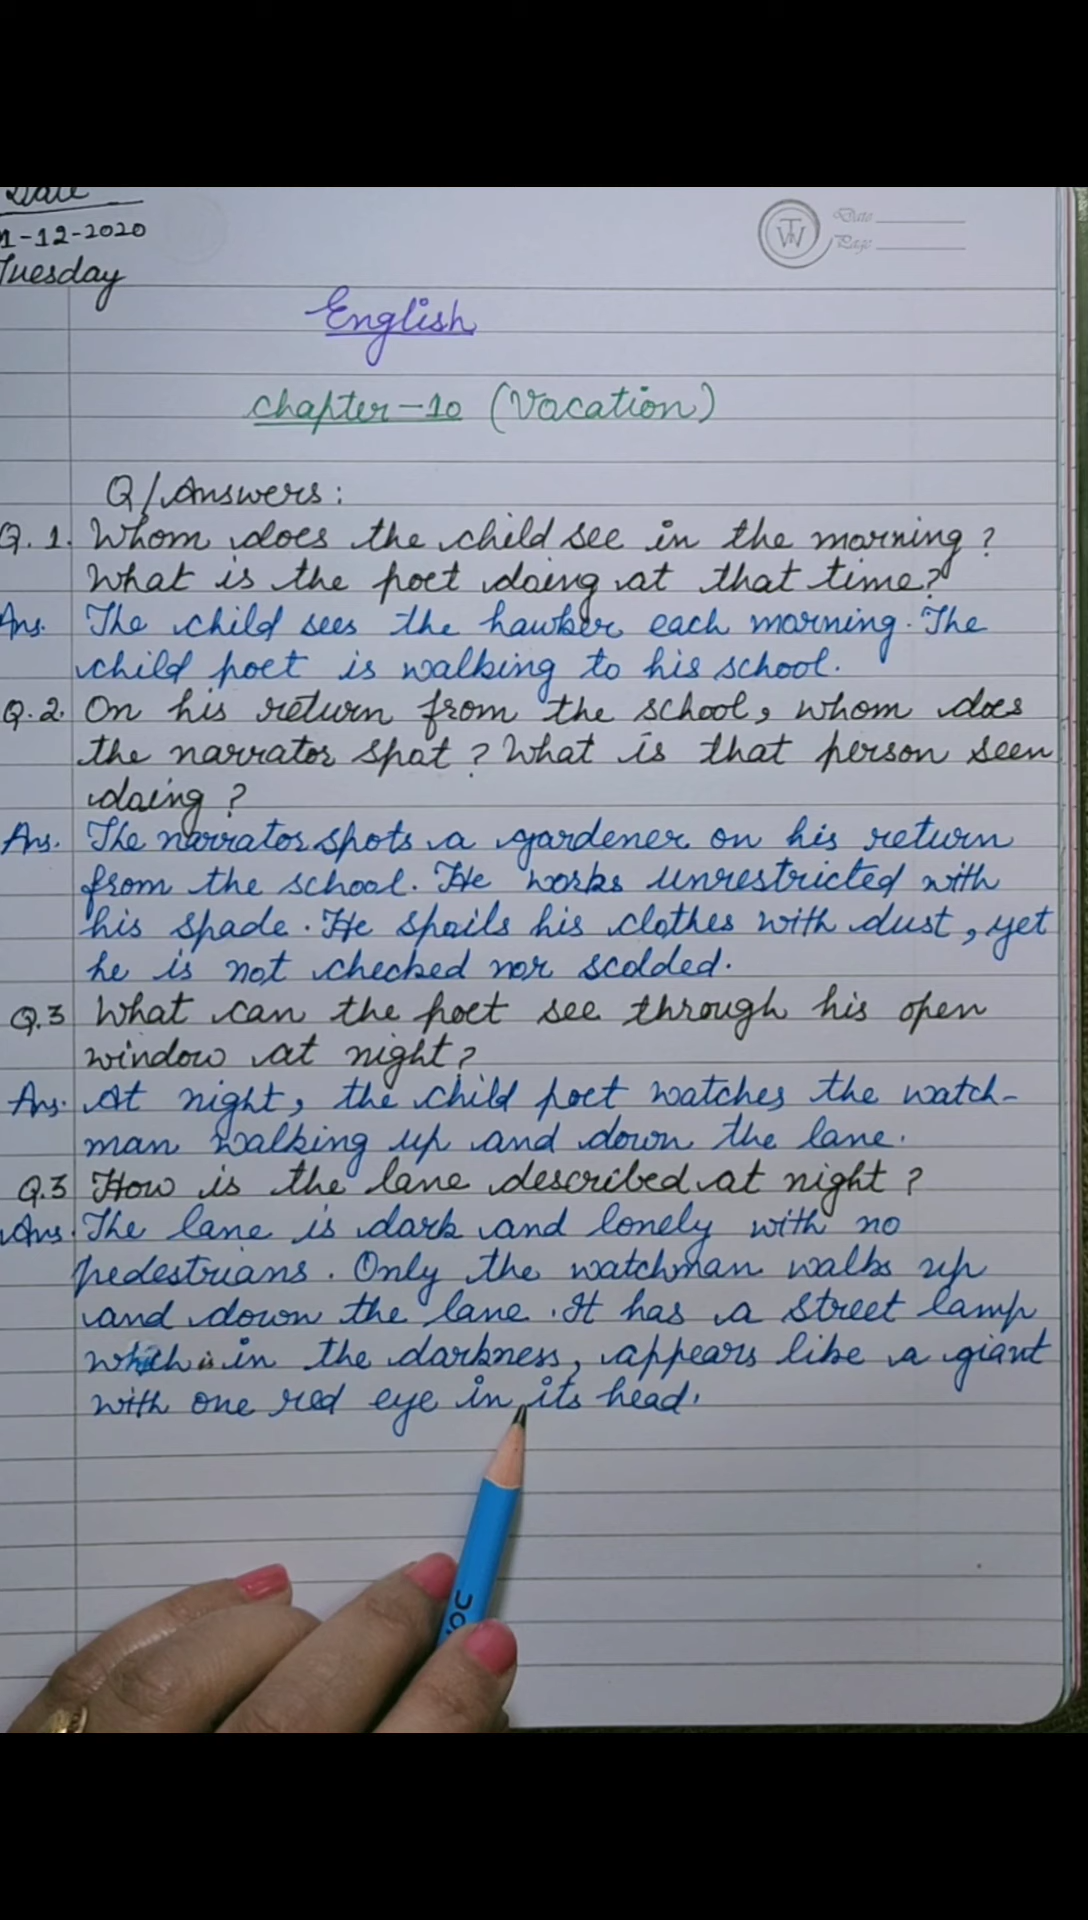 Date
1-12-2020
Tuesday
TW
Date
Page
English
Chapter-10 (Vocation)
Q/Answers:
Q.1. Whom does the child see in the morning?
What is the poet doing at that time?
Ans. The child sees the hawker each morning. The
child poet is walking to his school.
Q.2. On his return from the school, whom does
the narrator spot? What is that person seen
doing?
Ans. The narrator spots a gardener on his return
from the school. He works unrestricted with
his spade. He spoils his clothes with dust, yet
he is not checked nor scolded.
Q.3 What can the poet see through his open
window at night?
Ans. At night, the child poet watches the watch-
man walking up and down the lane.
Q.3 How is the lane described at night?
Ans. The lane is dark and lonely with no
pedestrians. Only the watchman walks up
and down the lane. It has a street lamp
which is in the darkness, appears like a giant
with one red eye in its head.